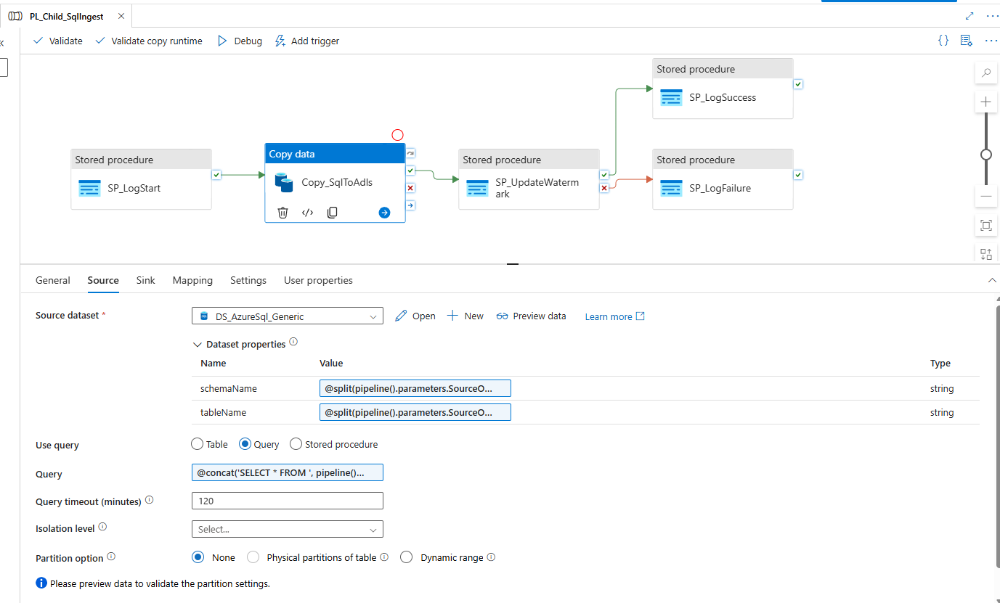 PL_Child_SqlIngest
Validate
Validate copy runtime
Debug
Add trigger
Stored procedure
SP_LogSuccess
Stored procedure
SP_LogStart
Copy data
Copy_SqlToAdls
Stored procedure
SP_UpdateWaterm
ark
Stored procedure
SP_LogFailure
General
Source
Sink
Mapping
Settings
User properties
Source dataset *
DS_AzureSql_Generic
Open
New
Preview data
Learn more
Dataset properties
Name Value Type
schemaName @split(pipeline().parameters.SourceO... string
tableName @split(pipeline().parameters.SourceO... string
Use query
Table
Query
Stored procedure
Query
@concat('SELECT * FROM ', pipeline()...
Query timeout (minutes)
120
Isolation level
Select...
Partition option
None
Physical partitions of table
Dynamic range
Please preview data to validate the partition settings.